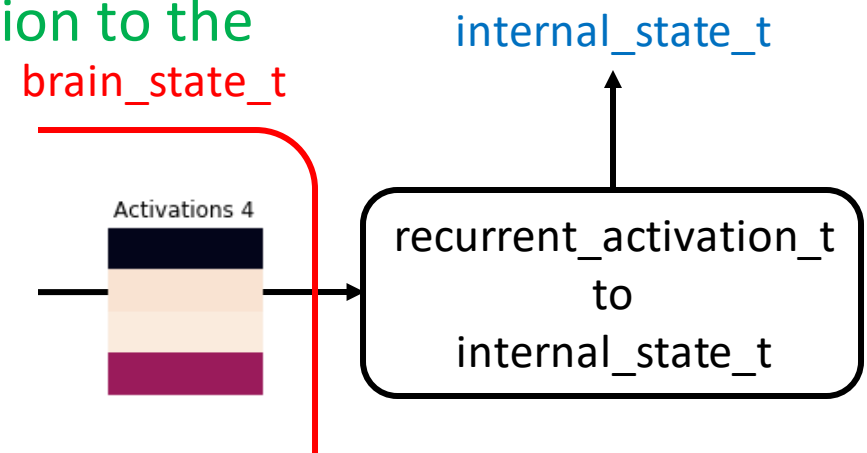 ion to the
brain_state_t
internal_state_t
Activations 4
recurrent_activation_t
to
internal_state_t